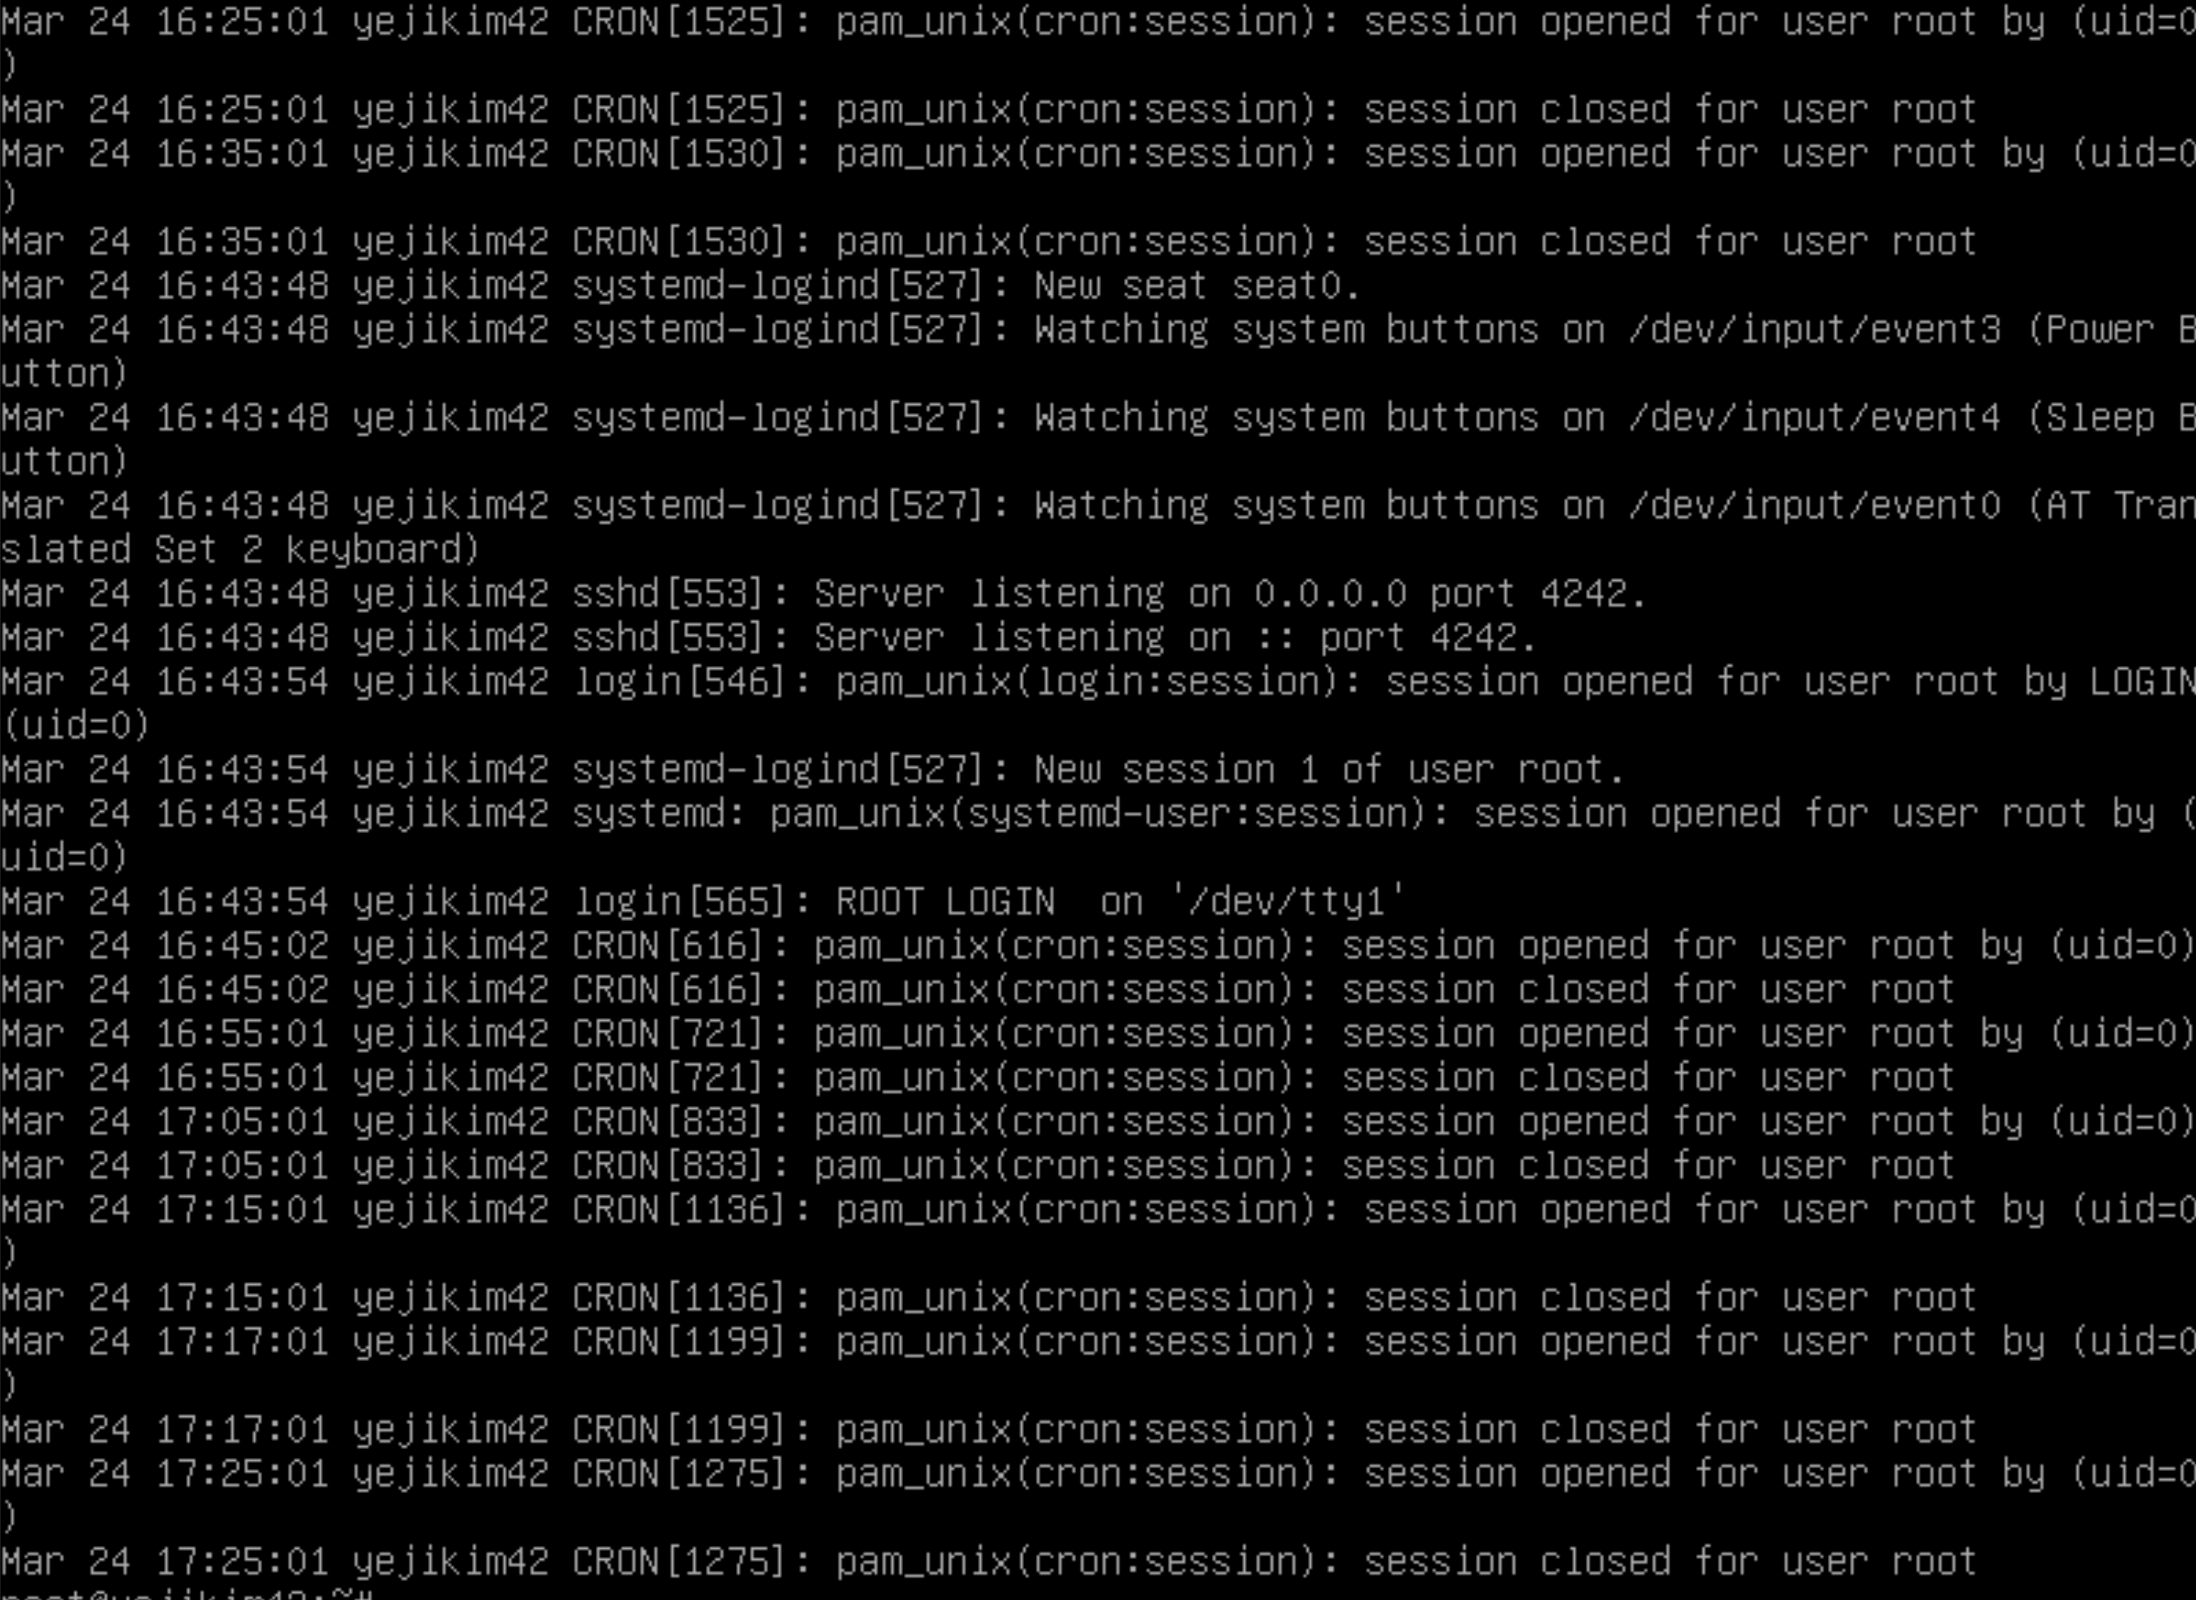 Mar 24 16:25:01 yejikim42 CRON[1525]: pam_unix(cron:session): session opened for user root by (uid=0
)
Mar 24 16:25:01 yejikim42 CRON[1525]: pam_unix(cron:session): session closed for user root
Mar 24 16:35:01 yejikim42 CRON[1530]: pam_unix(cron:session): session opened for user root by (uid=0
)
Mar 24 16:35:01 yejikim42 CRON[1530]: pam_unix(cron:session): session closed for user root
Mar 24 16:43:48 yejikim42 systemd-logind[527]: New seat seat0.
Mar 24 16:43:48 yejikim42 systemd-logind[527]: Watching system buttons on /dev/input/event3 (Power B
utton)
Mar 24 16:43:48 yejikim42 systemd-logind[527]: Watching system buttons on /dev/input/event4 (Sleep B
utton)
Mar 24 16:43:48 yejikim42 systemd-logind[527]: Watching system buttons on /dev/input/event0 (AT Tran
slated Set 2 keyboard)
Mar 24 16:43:48 yejikim42 sshd[553]: Server listening on 0.0.0.0 port 4242.
Mar 24 16:43:48 yejikim42 sshd[553]: Server listening on :: port 4242.
Mar 24 16:43:54 yejikim42 login[546]: pam_unix(login:session): session opened for user root by LOGIN
(uid=0)
Mar 24 16:43:54 yejikim42 systemd-logind[527]: New session 1 of user root.
Mar 24 16:43:54 yejikim42 systemd: pam_unix(systemd-user:session): session opened for user root by (
uid=0)
Mar 24 16:43:54 yejikim42 login[565]: ROOT LOGIN  on '/dev/tty1'
Mar 24 16:45:02 yejikim42 CRON[616]: pam_unix(cron:session): session opened for user root by (uid=0)
Mar 24 16:45:02 yejikim42 CRON[616]: pam_unix(cron:session): session closed for user root
Mar 24 16:55:01 yejikim42 CRON[721]: pam_unix(cron:session): session opened for user root by (uid=0)
Mar 24 16:55:01 yejikim42 CRON[721]: pam_unix(cron:session): session closed for user root
Mar 24 17:05:01 yejikim42 CRON[833]: pam_unix(cron:session): session opened for user root by (uid=0)
Mar 24 17:05:01 yejikim42 CRON[833]: pam_unix(cron:session): session closed for user root
Mar 24 17:15:01 yejikim42 CRON[1136]: pam_unix(cron:session): session opened for user root by (uid=0
)
Mar 24 17:15:01 yejikim42 CRON[1136]: pam_unix(cron:session): session closed for user root
Mar 24 17:17:01 yejikim42 CRON[1199]: pam_unix(cron:session): session opened for user root by (uid=0
)
Mar 24 17:17:01 yejikim42 CRON[1199]: pam_unix(cron:session): session closed for user root
Mar 24 17:25:01 yejikim42 CRON[1275]: pam_unix(cron:session): session opened for user root by (uid=0
)
Mar 24 17:25:01 yejikim42 CRON[1275]: pam_unix(cron:session): session closed for user root
root@yejikim42:~#